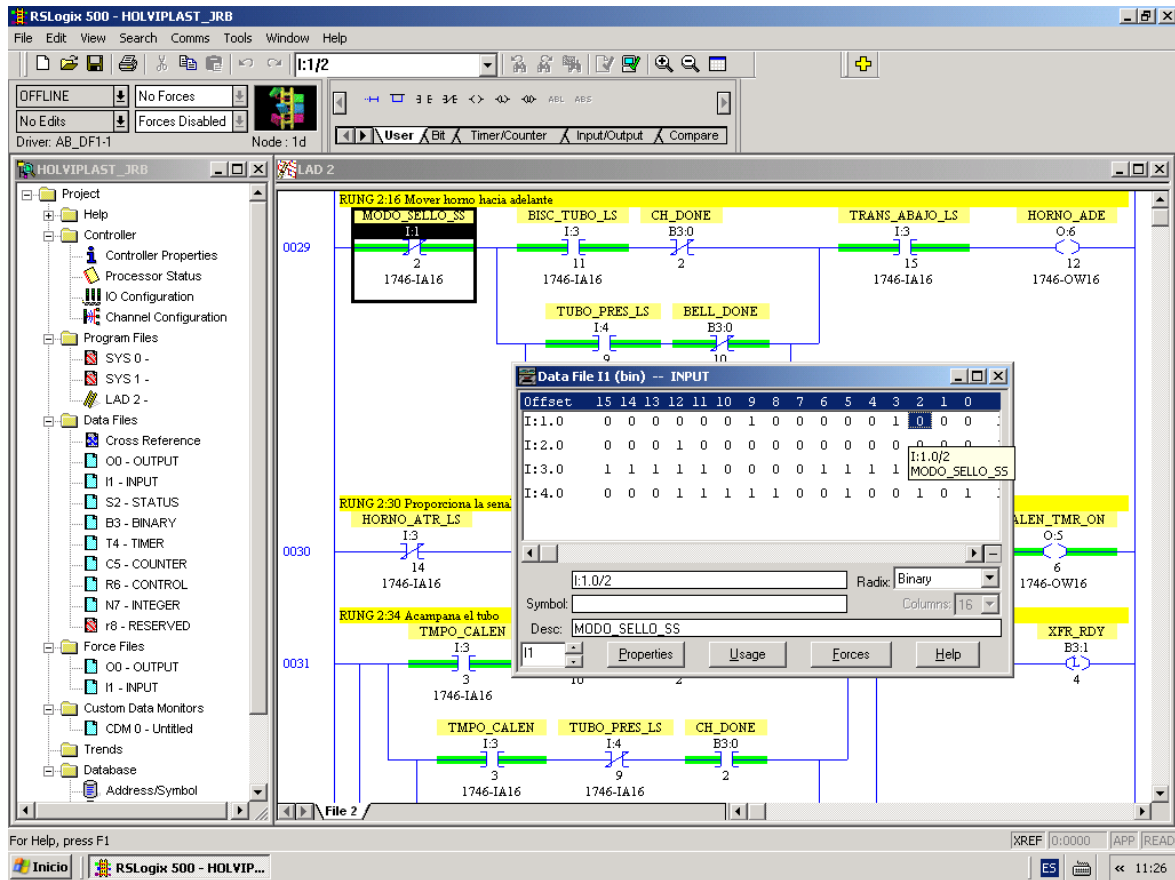 RSLogix 500 - HOLVIPLAST_JRB
File Edit View Search Comms Tools Window Help
I:1/2
OFFLINE No Forces
No Edits Forces Disabled
Driver: AB_DF1-1 Node : 1d
ABL ABS
User Bit Timer/Counter Input/Output Compare
HOLVIPLAST_JRB
Project
Help
Controller
Controller Properties
Processor Status
IO Configuration
Channel Configuration
Program Files
SYS 0 -
SYS 1 -
LAD 2 -
Data Files
Cross Reference
O0 - OUTPUT
I1 - INPUT
S2 - STATUS
B3 - BINARY
T4 - TIMER
C5 - COUNTER
R6 - CONTROL
N7 - INTEGER
r8 - RESERVED
Force Files
O0 - OUTPUT
I1 - INPUT
Custom Data Monitors
CDM 0 - Untitled
Trends
Database
Address/Symbol
LAD 2
RUNG 2:16 Mover horno hacia adelante
MODO_SELLO_SS BISC_TUBO_LS CH_DONE TRANS_ABAJO_LS HORNO_ADE
I:1 I:3 B3:0 I:3 O:6
0029
2 11 2 15 12
1746-IA16 1746-IA16 1746-IA16 1746-OW16
TUBO_PRES_LS BELL_DONE
I:4 B3:0
9 10
RUNG 2:30 Proporciona la
HORNO_ATR_LS ALEN_TMR_ON
I:3 O:5
0030
14 6
1746-IA16 1746-OW16
RUNG 2:34 Acampana el tubo
TMPO_CALEN XFR_RDY
I:3 B3:1
0031
3 10 2 4
1746-IA16
TMPO_CALEN TUBO_PRES_LS CH_DONE
I:3 I:4 B3:0
3 9 2
1746-IA16 1746-IA16
File 2
Data File I1 (bin) -- INPUT
Offset 15 14 13 12 11 10 9 8 7 6 5 4 3 2 1 0
I:1.0 0 0 0 0 0 0 1 0 0 0 0 0 1 0 0 0
I:2.0 0 0 0 1 0 0 0 0 0 0 0 0 0 0 0 0
I:3.0 1 1 1 1 1 0 0 0 0 1 1 1 1
I:4.0 0 0 0 1 1 1 1 1 0 0 1 0 0 1 0 1
I:1.0/2
MODO_SELLO_SS
I:1.0/2 Radix: Binary
Symbol: Columns: 16
Desc: MODO_SELLO_SS
I1 Properties Usage Forces Help
For Help, press F1
XREF 0:0000 APP READ
Inicio RSLogix 500 - HOLVIP... ES « 11:26